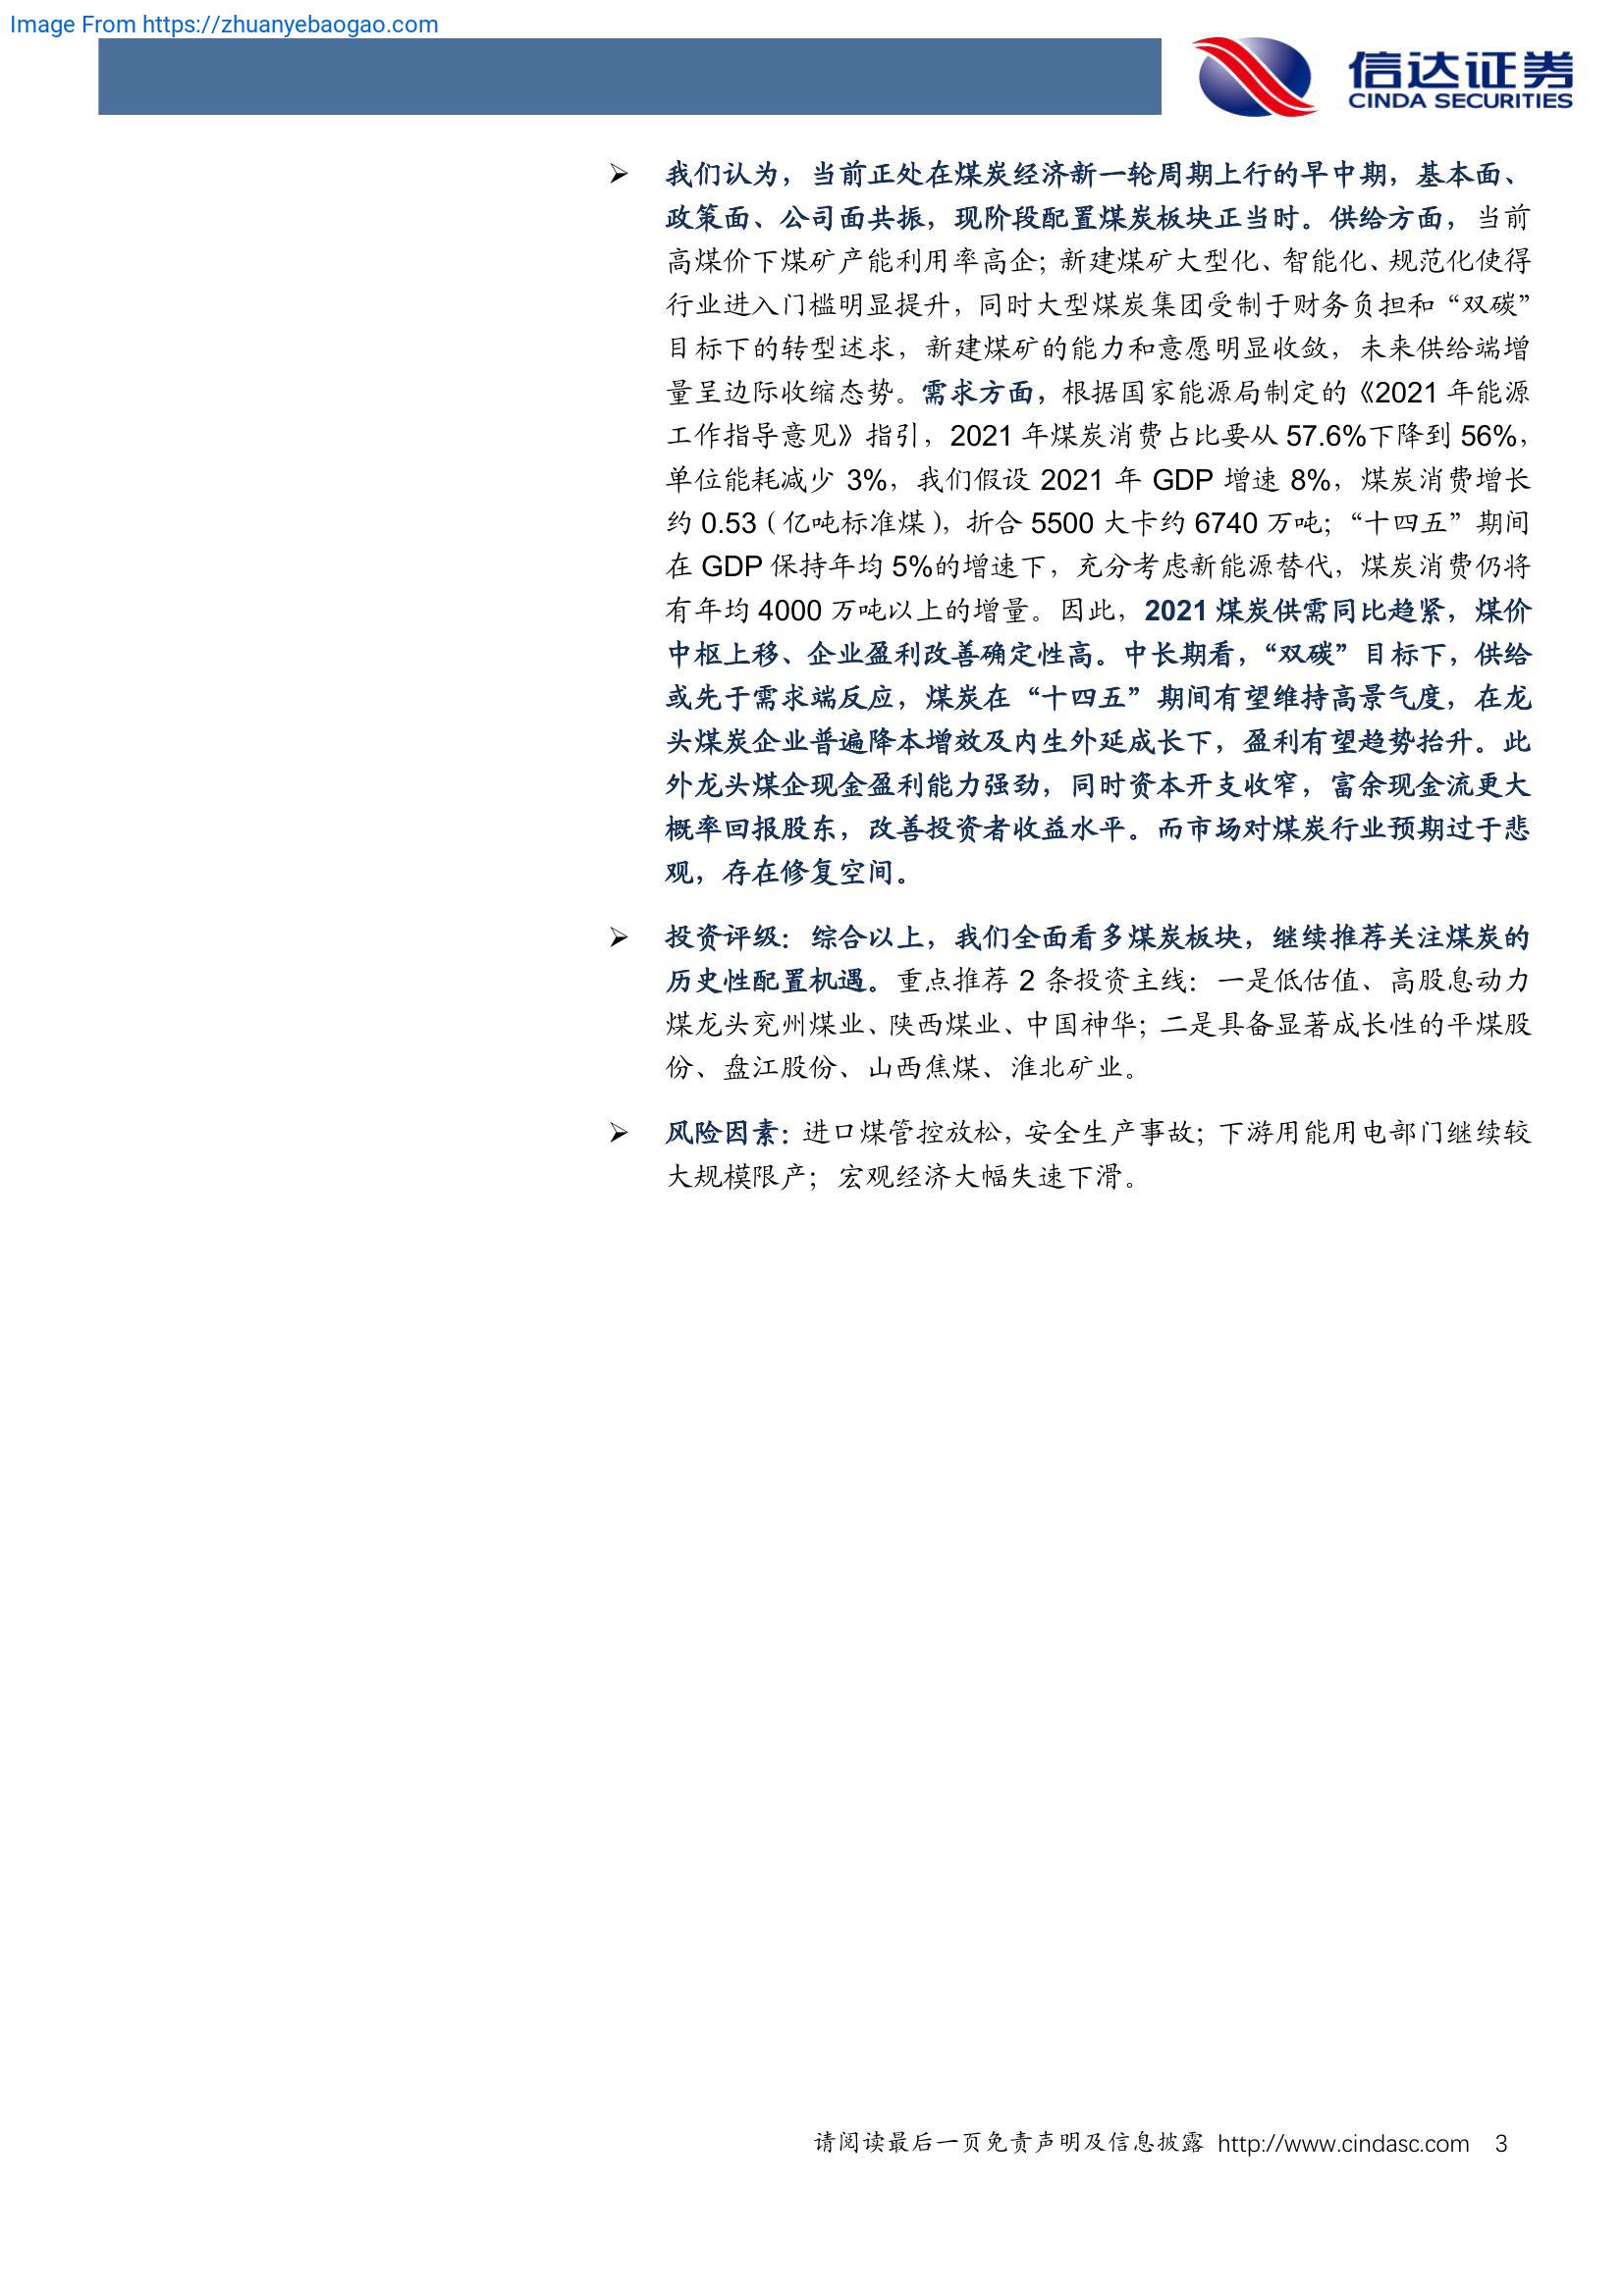 Image From https://zhuanyebaogao.com
信达证券
CINDA SECURITIES
➢ 我们认为，当前正处在煤炭经济新一轮周期上行的早中期，基本面、
政策面、公司面共振，现阶段配置煤炭板块正当时。供给方面，当前
高煤价下煤矿产能利用率高企；新建煤矿大型化、智能化、规范化使得
行业进入门槛明显提升，同时大型煤炭集团受制于财务负担和“双碳”
目标下的转型述求，新建煤矿的能力和意愿明显收敛，未来供给端增
量呈边际收缩态势。需求方面，根据国家能源局制定的《2021 年能源
工作指导意见》指引，2021 年煤炭消费占比要从 57.6%下降到 56%，
单位能耗减少 3%，我们假设 2021 年 GDP 增速 8%，煤炭消费增长
约 0.53（亿吨标准煤），折合 5500 大卡约 6740 万吨；“十四五”期间
在 GDP 保持年均 5%的增速下，充分考虑新能源替代，煤炭消费仍将
有年均 4000 万吨以上的增量。因此，2021 煤炭供需同比趋紧，煤价
中枢上移、企业盈利改善确定性高。中长期看，“双碳”目标下，供给
或先于需求端反应，煤炭在“十四五”期间有望维持高景气度，在龙
头煤炭企业普遍降本增效及内生外延成长下，盈利有望趋势抬升。此
外龙头煤企现金盈利能力强劲，同时资本开支收窄，富余现金流更大
概率回报股东，改善投资者收益水平。而市场对煤炭行业预期过于悲
观，存在修复空间。
➢ 投资评级：综合以上，我们全面看多煤炭板块，继续推荐关注煤炭的
历史性配置机遇。重点推荐 2 条投资主线：一是低估值、高股息动力
煤龙头兖州煤业、陕西煤业、中国神华；二是具备显著成长性的平煤股
份、盘江股份、山西焦煤、淮北矿业。
➢ 风险因素：进口煤管控放松，安全生产事故；下游用能用电部门继续较
大规模限产；宏观经济大幅失速下滑。
请阅读最后一页免责声明及信息披露 http://www.cindasc.com 3